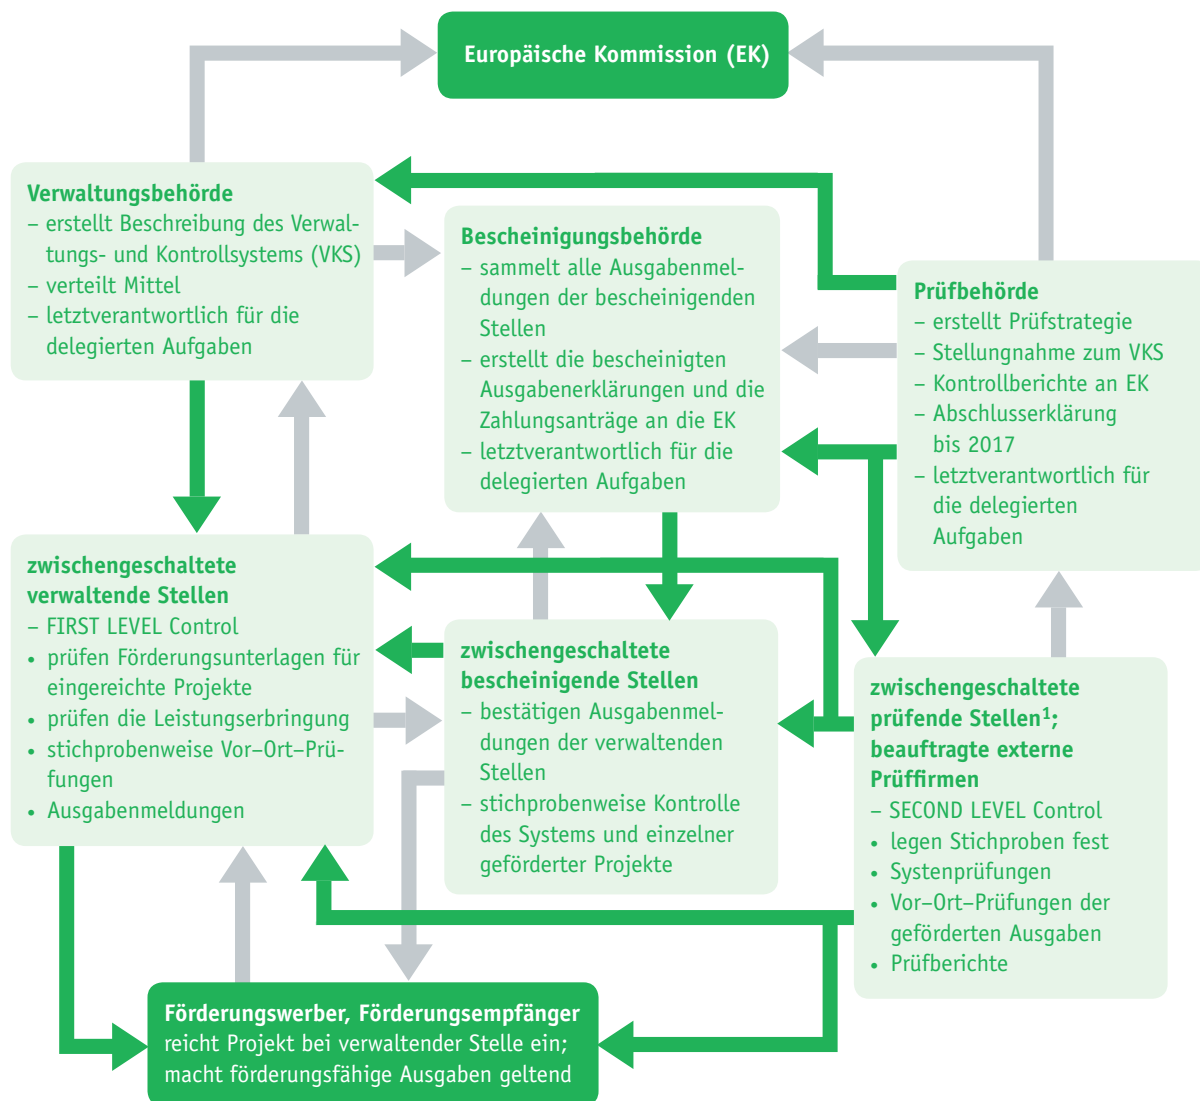 Europäische Kommission (EK)
Verwaltungsbehörde
– erstellt Beschreibung des Verwal-
tungs- und Kontrollsystems (VKS)
– verteilt Mittel
– letztverantwortlich für die
delegierten Aufgaben
Bescheinigungsbehörde
– sammelt alle Ausgabenmel-
dungen der bescheinigenden
Stellen
– erstellt die bescheinigten
Ausgabenerklärungen und die
Zahlungsanträge an die EK
– letztverantwortlich für die
delegierten Aufgaben
Prüfbehörde
– erstellt Prüfstrategie
– Stellungnahme zum VKS
– Kontrollberichte an EK
– Abschlusserklärung
bis 2017
– letztverantwortlich für
die delegierten
Aufgaben
zwischengeschaltete
verwaltende Stellen
– FIRST LEVEL Control
• prüfen Förderungsunterlagen für
eingereichte Projekte
• prüfen die Leistungserbringung
• stichprobenweise Vor–Ort–Prü-
fungen
• Ausgabenmeldungen
zwischengeschaltete
bescheinigende Stellen
– bestätigen Ausgabenmel-
dungen der verwaltenden
Stellen
– stichprobenweise Kontrolle
des Systems und einzelner
geförderter Projekte
zwischengeschaltete
prüfende Stellen¹;
beauftragte externe
Prüffirmen
– SECOND LEVEL Control
• legen Stichproben fest
• Systenprüfungen
• Vor–Ort–Prüfungen der
geförderten Ausgaben
• Prüfberichte
Förderungswerber, Förderungsempfänger
reicht Projekt bei verwaltender Stelle ein;
macht förderungsfähige Ausgaben geltend